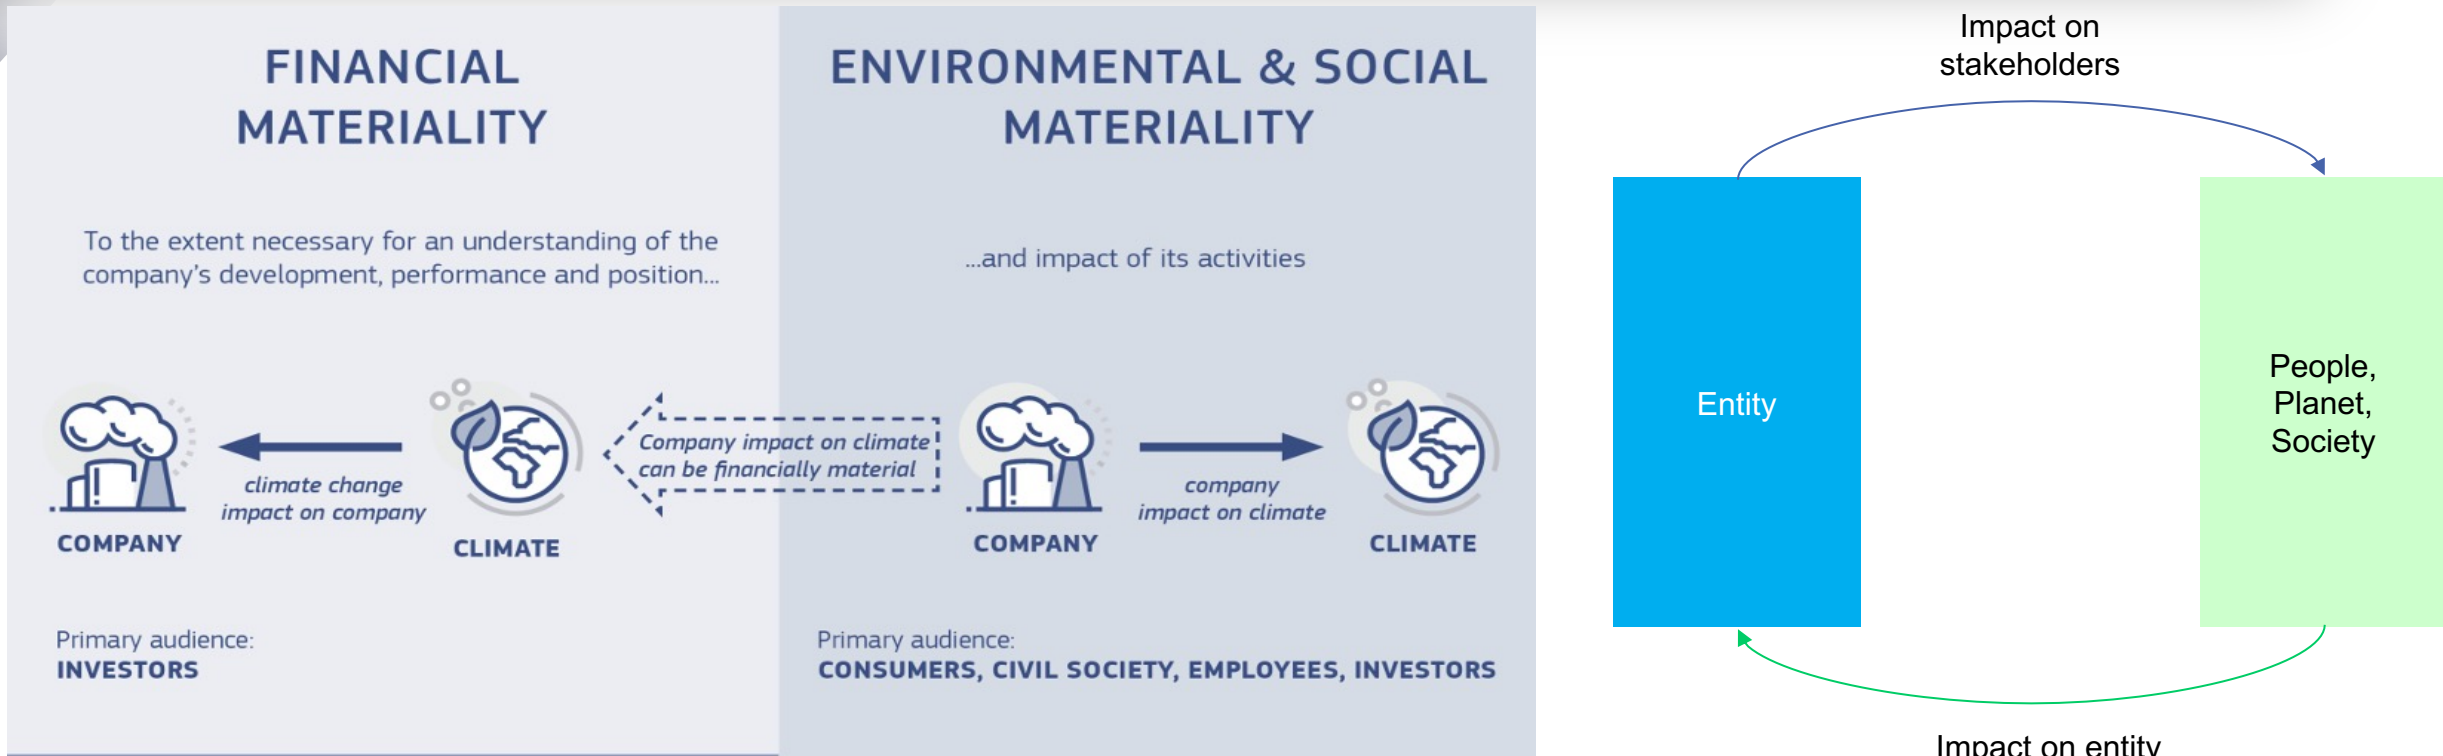 FINANCIAL
MATERIALITY
To the extent necessary for an understanding of the
company's development, performance and position...
climate change
impact on company
COMPANY
CLIMATE
Primary audience:
INVESTORS
Company impact on climate
can be financially material
ENVIRONMENTAL & SOCIAL
MATERIALITY
...and impact of its activities
company
impact on climate
COMPANY
CLIMATE
Primary audience:
CONSUMERS, CIVIL SOCIETY, EMPLOYEES, INVESTORS
Impact on
stakeholders
Entity
People,
Planet,
Society
Impact on entity